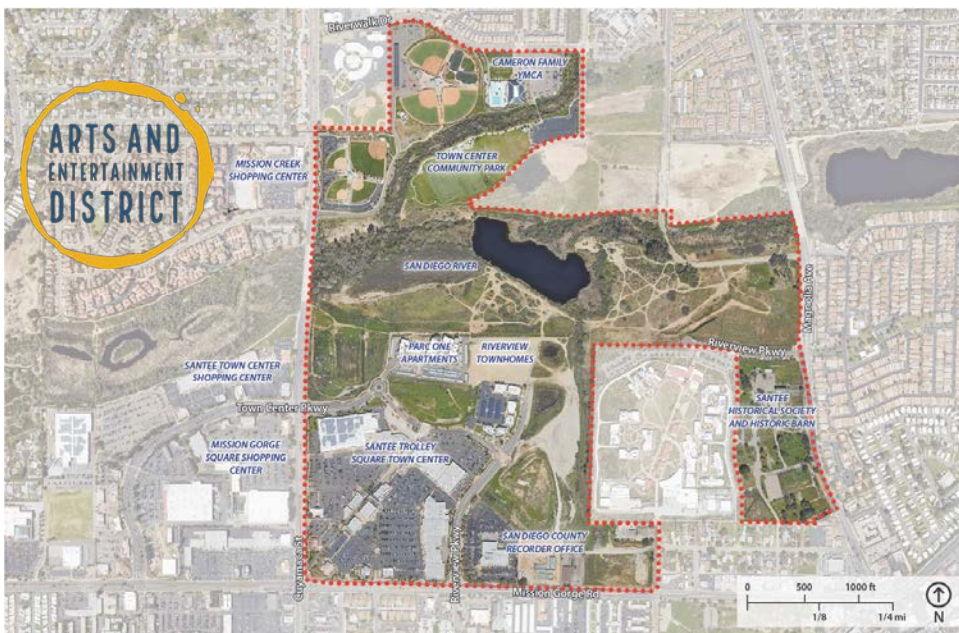 Riverwalk Dr
CAMERON FAMILY
YMCA
ARTS AND
ENTERTAINMENT
DISTRICT
MISSION CREEK
SHOPPING CENTER
TOWN CENTER
COMMUNITY PARK
SAN DIEGO RIVER
Magnolia Ave
PARC ONE
APARTMENTS
RIVERVIEW
TOWNHOMES
Riverview Pkwy
SANTEE TOWN CENTER
SHOPPING CENTER
Town Center Pkwy
SANTEE
HISTORICAL SOCIETY
AND HISTORIC BARN
MISSION GORGE
SQUARE SHOPPING
CENTER
SANTEE TROLLEY
SQUARE TOWN CENTER
SAN DIEGO COUNTY
RECORDER OFFICE
Cuyamaca St
Riverview Pkwy
Mission Gorge Rd
0 500 1000 ft
1/8 1/4 mi
N